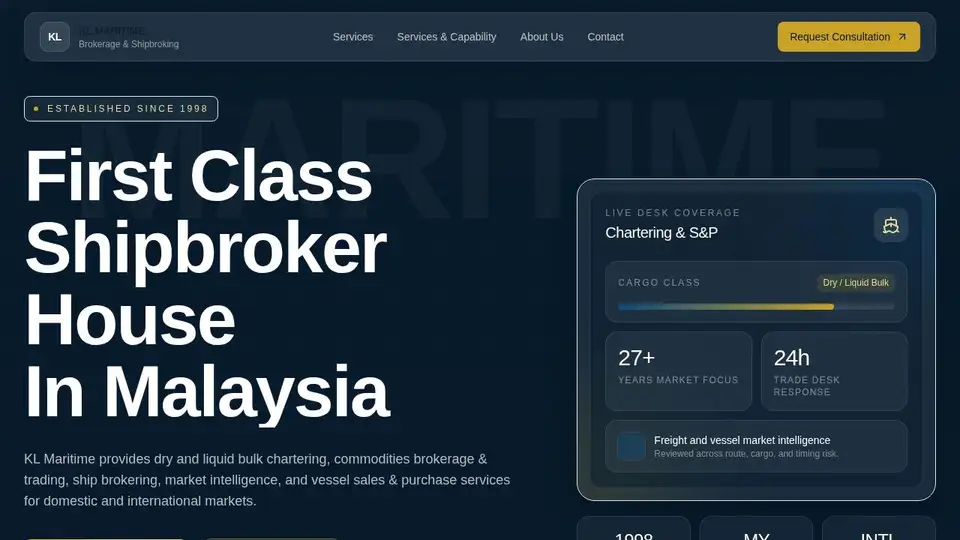 KL
KL MARITIME
Brokerage & Shipbroking
Services
Services & Capability
About Us
Contact
Request Consultation
MARITIME
ESTABLISHED SINCE 1998
First Class
Shipbroker
House
In Malaysia
KL Maritime provides dry and liquid bulk chartering, commodities brokerage &
trading, ship brokering, market intelligence, and vessel sales & purchase services
for domestic and international markets.
LIVE DESK COVERAGE
Chartering & S&P
CARGO CLASS
Dry / Liquid Bulk
27+
YEARS MARKET FOCUS
24h
TRADE DESK
RESPONSE
Freight and vessel market intelligence
Reviewed across route, cargo, and timing risk.
1998
MY
INTL